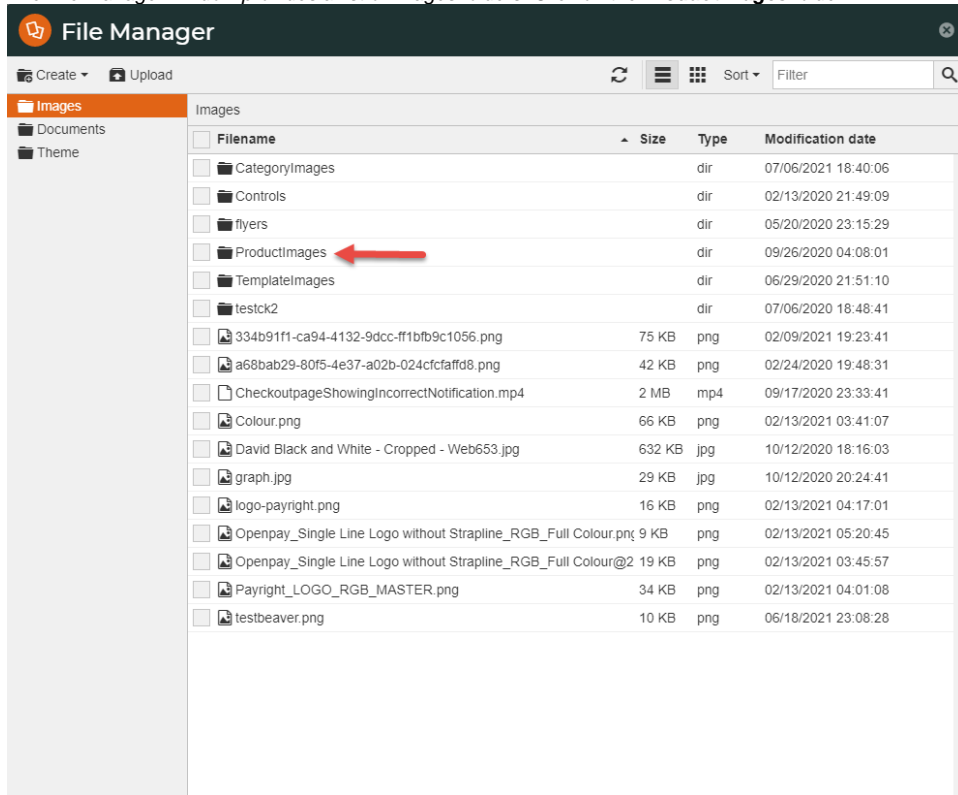 File Manager
Create Upload Sort Filter
Images
Documents
Theme
Images
Filename Size Type Modification date
CategoryImages dir 07/06/2021 18:40:06
Controls dir 02/13/2020 21:49:09
flyers dir 05/20/2020 23:15:29
ProductImages dir 09/26/2020 04:08:01
TemplateImages dir 06/29/2020 21:51:10
testck2 dir 07/06/2020 18:48:41
334b91f1-ca94-4132-9dcc-ff1bfb9c1056.png 75 KB png 02/09/2021 19:23:41
a68bab29-80f5-4e37-a02b-024cfcfaffd8.png 42 KB png 02/24/2020 19:48:31
CheckoutpageShowingIncorrectNotification.mp4 2 MB mp4 09/17/2020 23:33:41
Colour.png 66 KB png 02/13/2021 03:41:07
David Black and White - Cropped - Web653.jpg 632 KB jpg 10/12/2020 18:16:03
graph.jpg 29 KB jpg 10/12/2020 20:24:41
logo-payright.png 16 KB png 02/13/2021 04:17:01
Openpay_Single Line Logo without Strapline_RGB_Full Colour.png 9 KB png 02/13/2021 05:20:45
Openpay_Single Line Logo without Strapline_RGB_Full Colour@2 19 KB png 02/13/2021 03:45:57
Payright_LOGO_RGB_MASTER.png 34 KB png 02/13/2021 04:01:08
testbeaver.png 10 KB png 06/18/2021 23:08:28